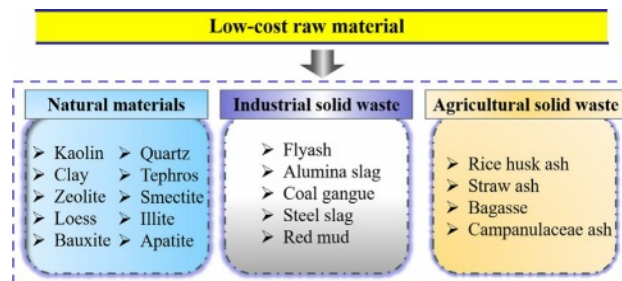 Low-cost raw material
Natural materials
➢ Kaolin ➢ Quartz
➢ Clay ➢ Tephros
➢ Zeolite ➢ Smectite
➢ Loess ➢ Illite
➢ Bauxite ➢ Apatite
Industrial solid waste
➢ Flyash
➢ Alumina slag
➢ Coal gangue
➢ Steel slag
➢ Red mud
Agricultural solid waste
➢ Rice husk ash
➢ Straw ash
➢ Bagasse
➢ Campanulaceae ash